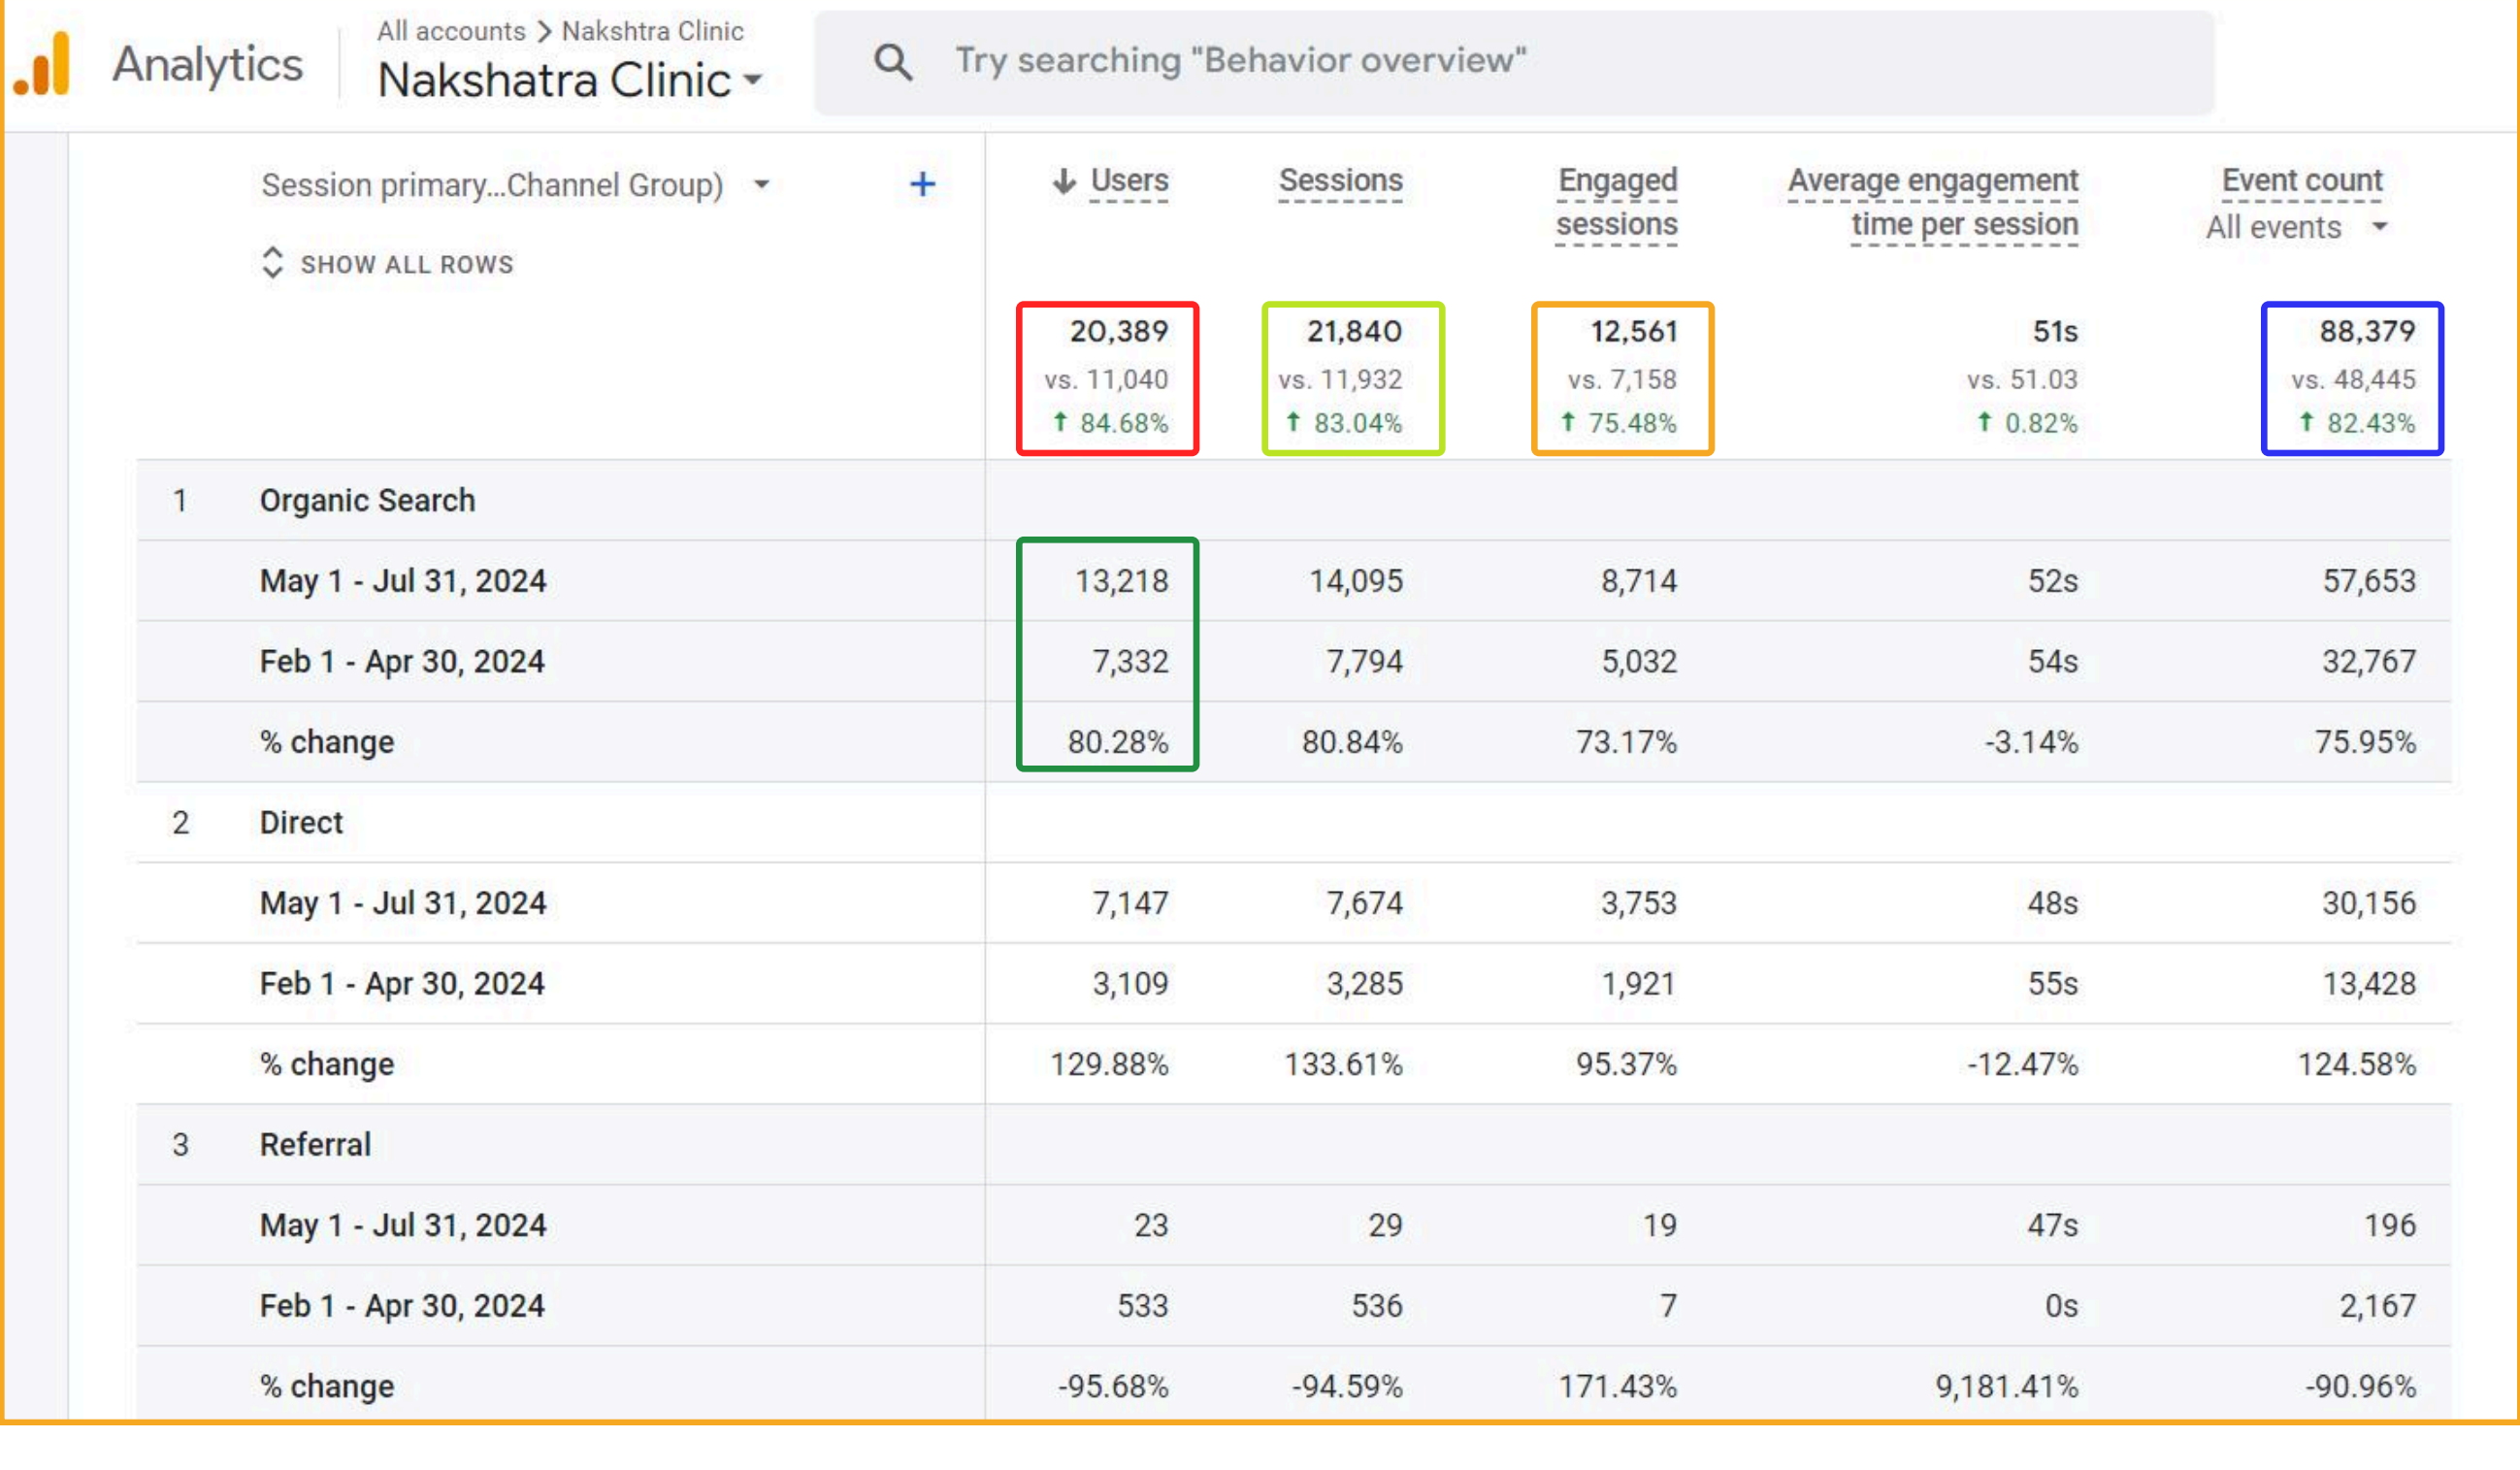 All accounts > Nakshtra Clinic
Analytics
Nakshatra Clinic
Try searching "Behavior overview"
Session primary...Channel Group)
+
SHOW ALL ROWS
Users
Sessions
Engaged sessions
Average engagement time per session
Event count
All events
20,389 21,840 12,561 51s 88,379
vs. 11,040 vs. 11,932 vs. 7,158 vs. 51.03 vs. 48,445
↑ 84.68% ↑ 83.04% ↑ 75.48% ↑ 0.82% ↑ 82.43%
1 Organic Search
May 1 - Jul 31, 2024 13,218 14,095 8,714 52s 57,653
Feb 1 - Apr 30, 2024 7,332 7,794 5,032 54s 32,767
% change 80.28% 80.84% 73.17% -3.14% 75.95%
2 Direct
May 1 - Jul 31, 2024 7,147 7,674 3,753 48s 30,156
Feb 1 - Apr 30, 2024 3,109 3,285 1,921 55s 13,428
% change 129.88% 133.61% 95.37% -12.47% 124.58%
3 Referral
May 1 - Jul 31, 2024 23 29 19 47s 196
Feb 1 - Apr 30, 2024 533 536 7 0s 2,167
% change -95.68% -94.59% 171.43% 9,181.41% -90.96%